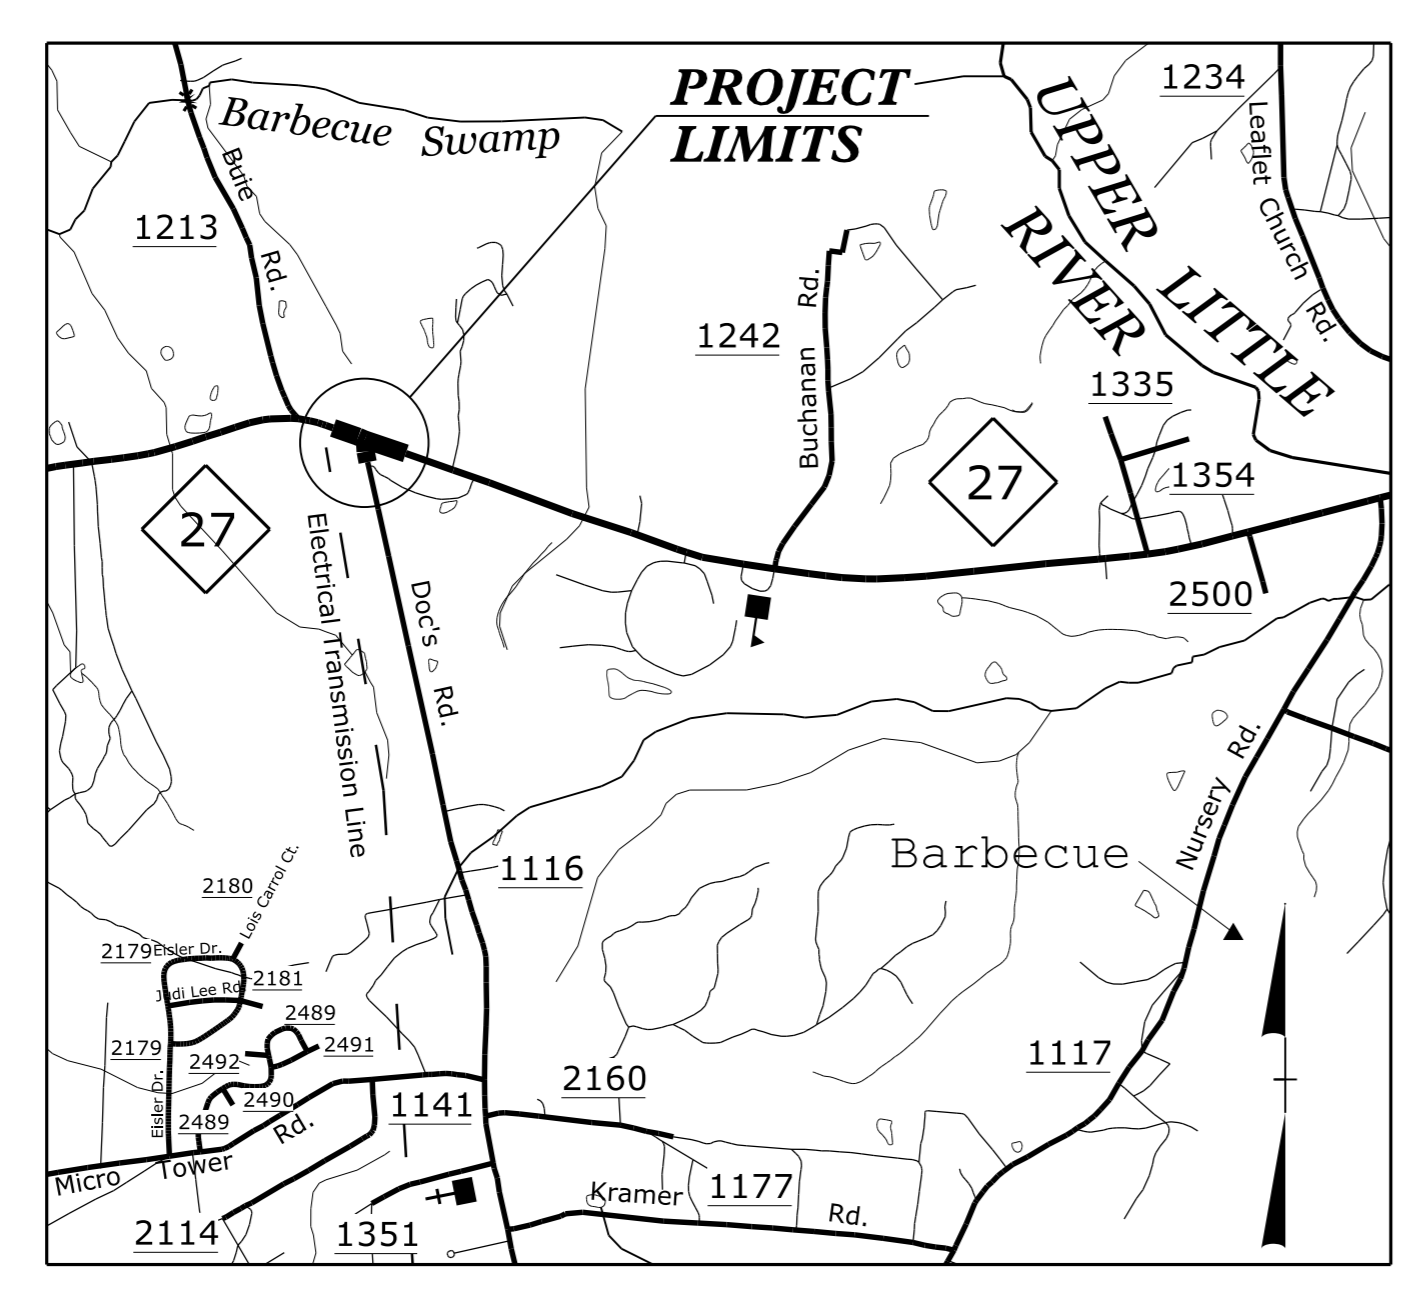 PROJECT
LIMITS
Barbecue Swamp
1234
Leaflet Church Rd.
UPPER LITTLE
RIVER
Buie Rd.
1213
1242
Buchanan Rd.
1335
27
1354
27
2500
Electrical Transmission Line
Doc's Rd.
Nursery Rd.
Barbecue
1116
2180
Lois Carrol Ct.
2179
Eisler Dr.
2181
Judi Lee Rd.
2489
2491
2179
2492
2490
2489
Eisler Dr.
1117
2160
1141
Micro Tower Rd.
2114
1351
Kramer Rd.
1177